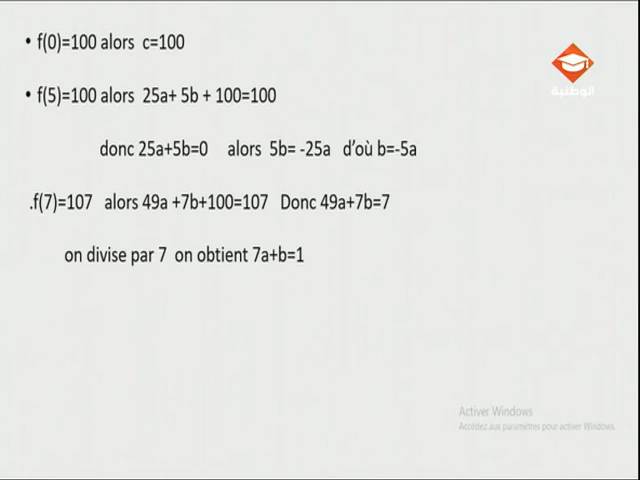 • f(0)=100 alors c=100
الوطنية
• f(5)=100 alors 25a+ 5b + 100=100
donc 25a+5b=0 alors 5b= -25a d'où b=-5a
.f(7)=107 alors 49a +7b+100=107 Donc 49a+7b=7
on divise par 7 on obtient 7a+b=1
Activer Windows
Accédez aux paramètres pour activer Windows.